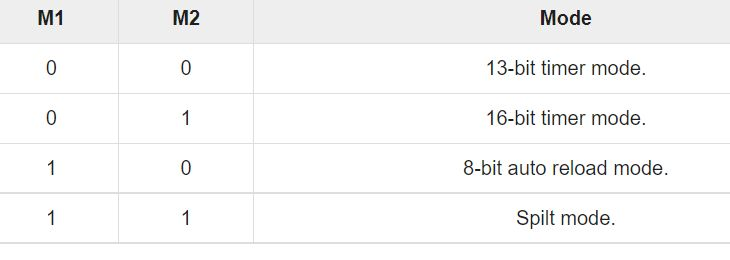 M1 M2 Mode
0 0 13-bit timer mode.
0 1 16-bit timer mode.
1 0 8-bit auto reload mode.
1 1 Spilt mode.